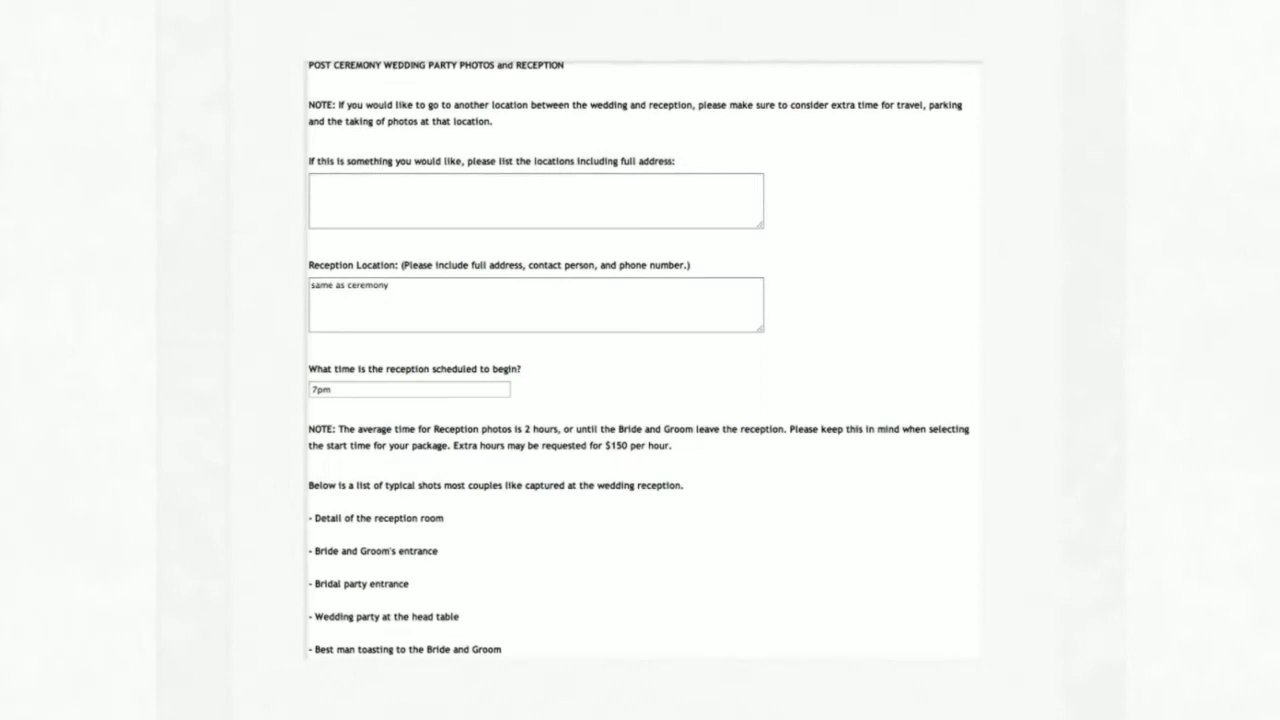 POST CEREMONY WEDDING PARTY PHOTOS and RECEPTION
NOTE: If you would like to go to another location between the wedding and reception, please make sure to consider extra time for travel, parking
and the taking of photos at that location.
If this is something you would like, please list the locations including full address:
Reception Location: (Please include full address, contact person, and phone number.)
same as ceremony
What time is the reception scheduled to begin?
7pm
NOTE: The average time for Reception photos is 2 hours, or until the Bride and Groom leave the reception. Please keep this in mind when selecting
the start time for your package. Extra hours may be requested for $150 per hour.
Below is a list of typical shots most couples like captured at the wedding reception.
- Detail of the reception room
- Bride and Groom's entrance
- Bridal party entrance
- Wedding party at the head table
- Best man toasting to the Bride and Groom